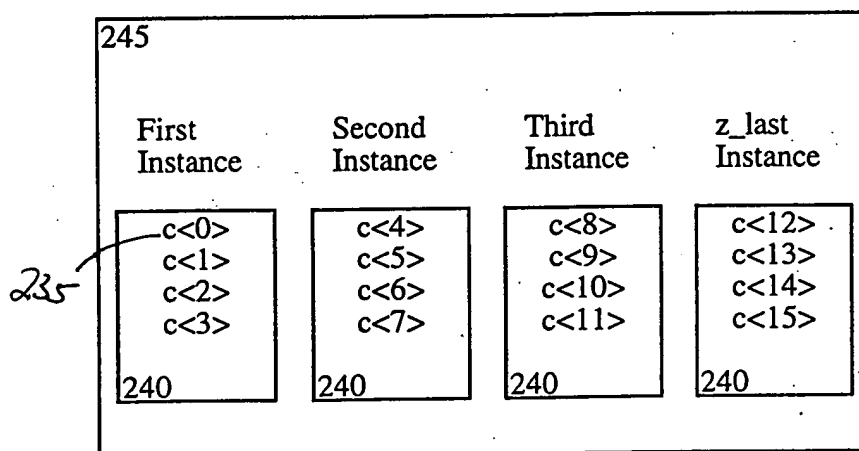 245
First Instance
Second Instance
Third Instance
z_last Instance
c<0>
c<1>
c<2>
c<3>
240
c<4>
c<5>
c<6>
c<7>
240
c<8>
c<9>
c<10>
c<11>
240
c<12>
c<13>
c<14>
c<15>
240
235